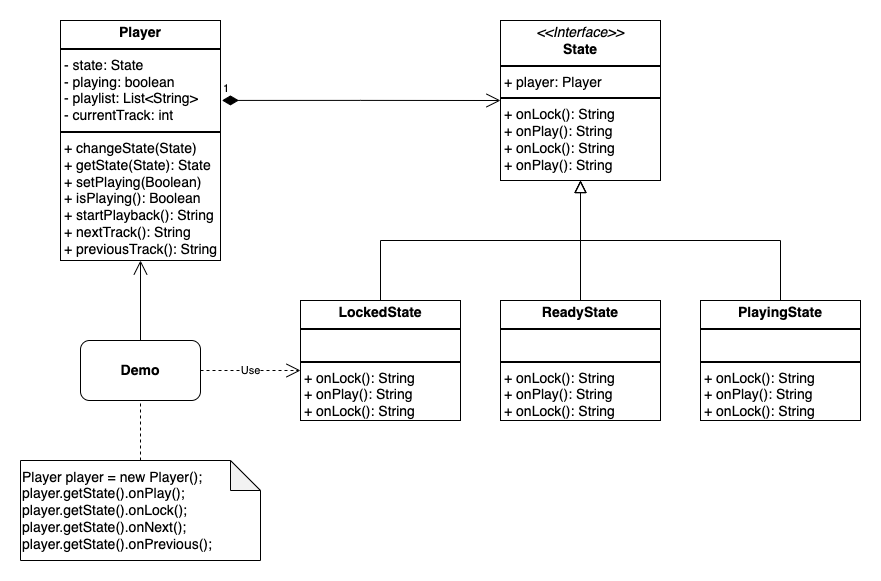 Player
- state: State
- playing: boolean
- playlist: List<String>
- currentTrack: int
+ changeState(State)
+ getState(State): State
+ setPlaying(Boolean)
+ isPlaying(): Boolean
+ startPlayback(): String
+ nextTrack(): String
+ previousTrack(): String
1
<<Interface>>
State
+ player: Player
+ onLock(): String
+ onPlay(): String
+ onLock(): String
+ onPlay(): String
LockedState
+ onLock(): String
+ onPlay(): String
+ onLock(): String
ReadyState
+ onLock(): String
+ onPlay(): String
+ onLock(): String
PlayingState
+ onLock(): String
+ onPlay(): String
+ onLock(): String
Demo
Use
Player player = new Player();
player.getState().onPlay();
player.getState().onLock();
player.getState().onNext();
player.getState().onPrevious();